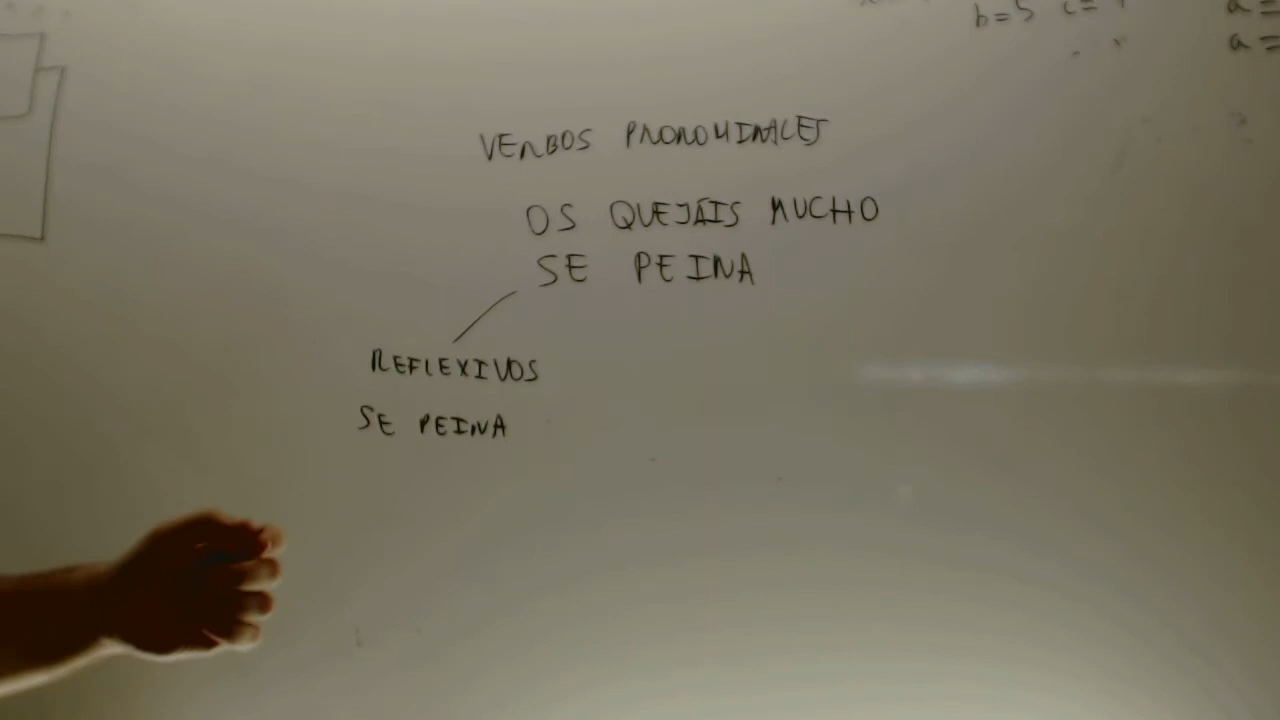 b=5 c=
a=
a=
VERBOS PRONOMINALES
OS QUEJÁIS MUCHO
SE PEINA
REFLEXIVOS
SE PEINA